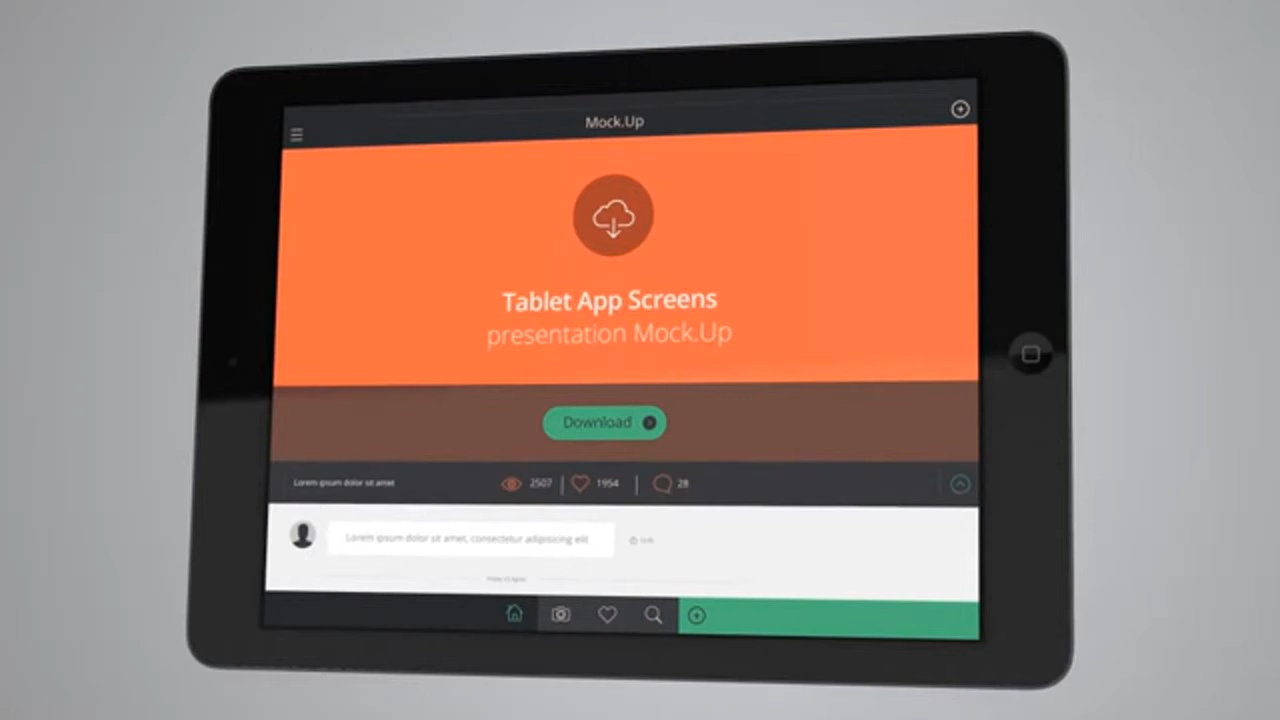 Mock.Up
Tablet App Screens
presentation Mock.Up
Download
Lorem ipsum dolor sit amet
2507
1954
28
Lorem ipsum dolor sit amet, consectetur adipisicing elit